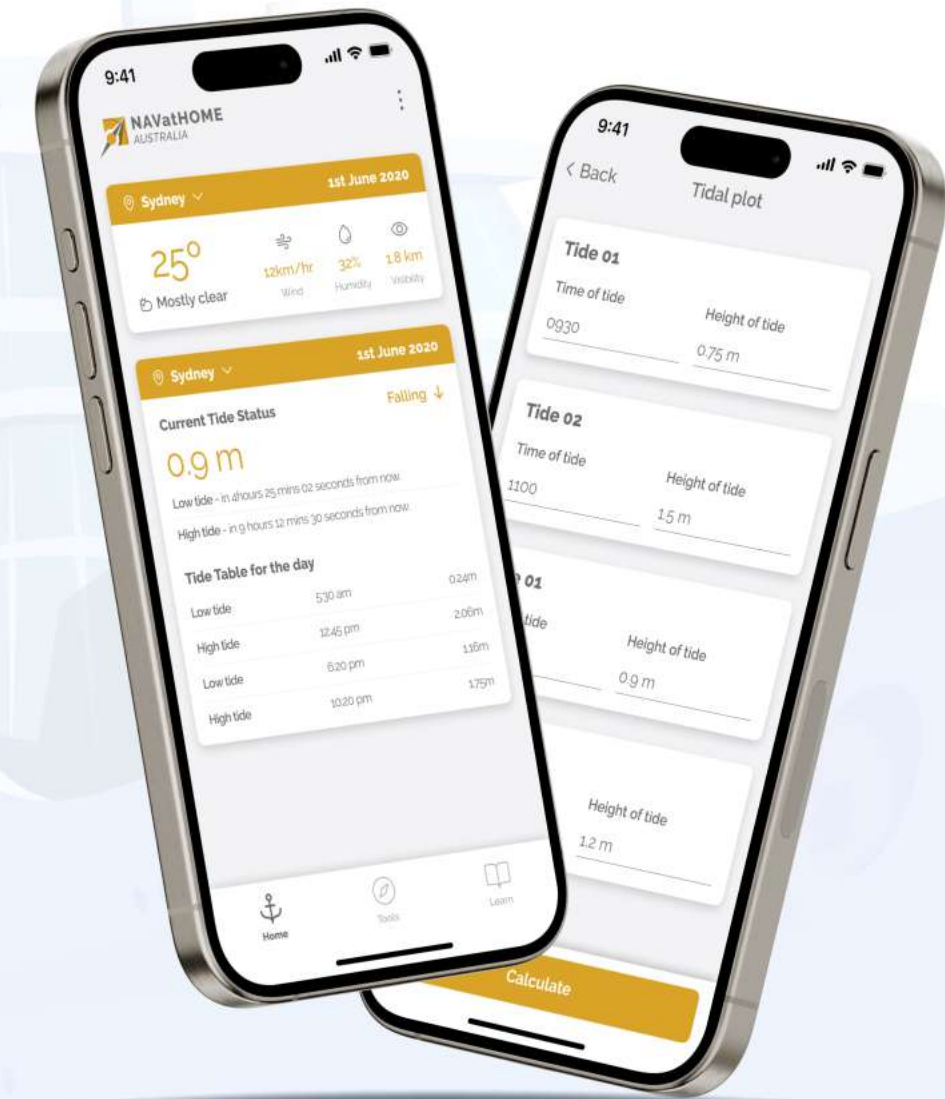 9:41
NAVatHOME
AUSTRALIA
Sydney 1st June 2020
25°
Mostly clear
12km/hr 32% 1.8 km
Wind Humidity Visibility
Sydney 1st June 2020
Current Tide Status Falling ↓
0.9 m
Low tide - in 4hours 25 mins 02 seconds from now.
High tide - in 9 hours 12 mins 30 seconds from now.
Tide Table for the day
Low tide 5:30 am 0.24m
High tide 12:45 pm 2.06m
Low tide 6:20 pm 1.16m
High tide 10:20 pm 1.75m
Home Tools Learn
9:41
< Back Tidal plot
Tide 01
Time of tide Height of tide
0930 0.75 m
Tide 02
Time of tide Height of tide
1100 1.5 m
01
tide Height of tide
0.9 m
Height of tide
1.2 m
Calculate